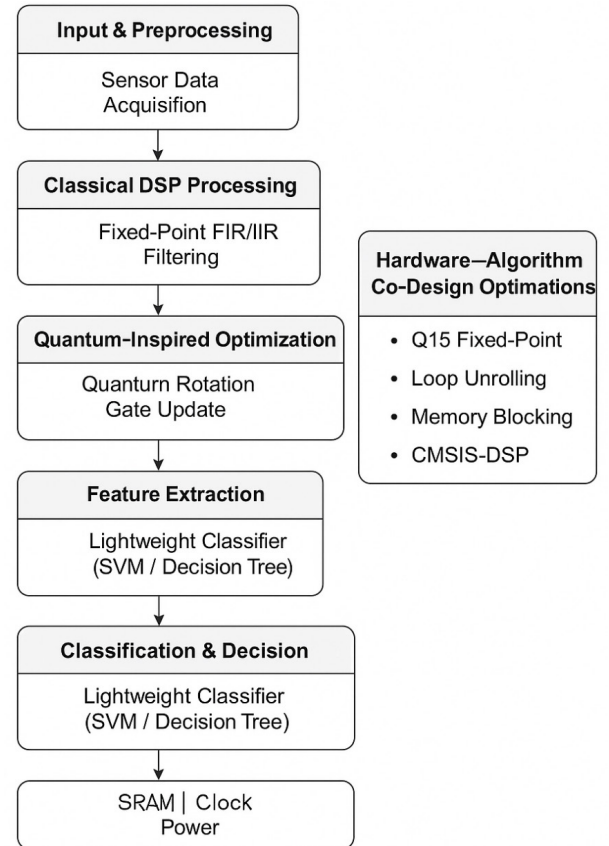 Input & Preprocessing
Sensor Data
Acquisifion
Classical DSP Processing
Fixed-Point FIR/IIR
Filtering
Quantum-Inspired Optimization
Quanturn Rotation
Gate Update
Feature Extraction
Lightweight Classifier
(SVM / Decision Tree)
Classification & Decision
Lightweight Classifier
(SVM / Decision Tree)
SRAM | Clock
Power
Hardware—Algorithm
Co-Design Optimations
• Q15 Fixed-Point
• Loop Unrolling
• Memory Blocking
• CMSIS-DSP